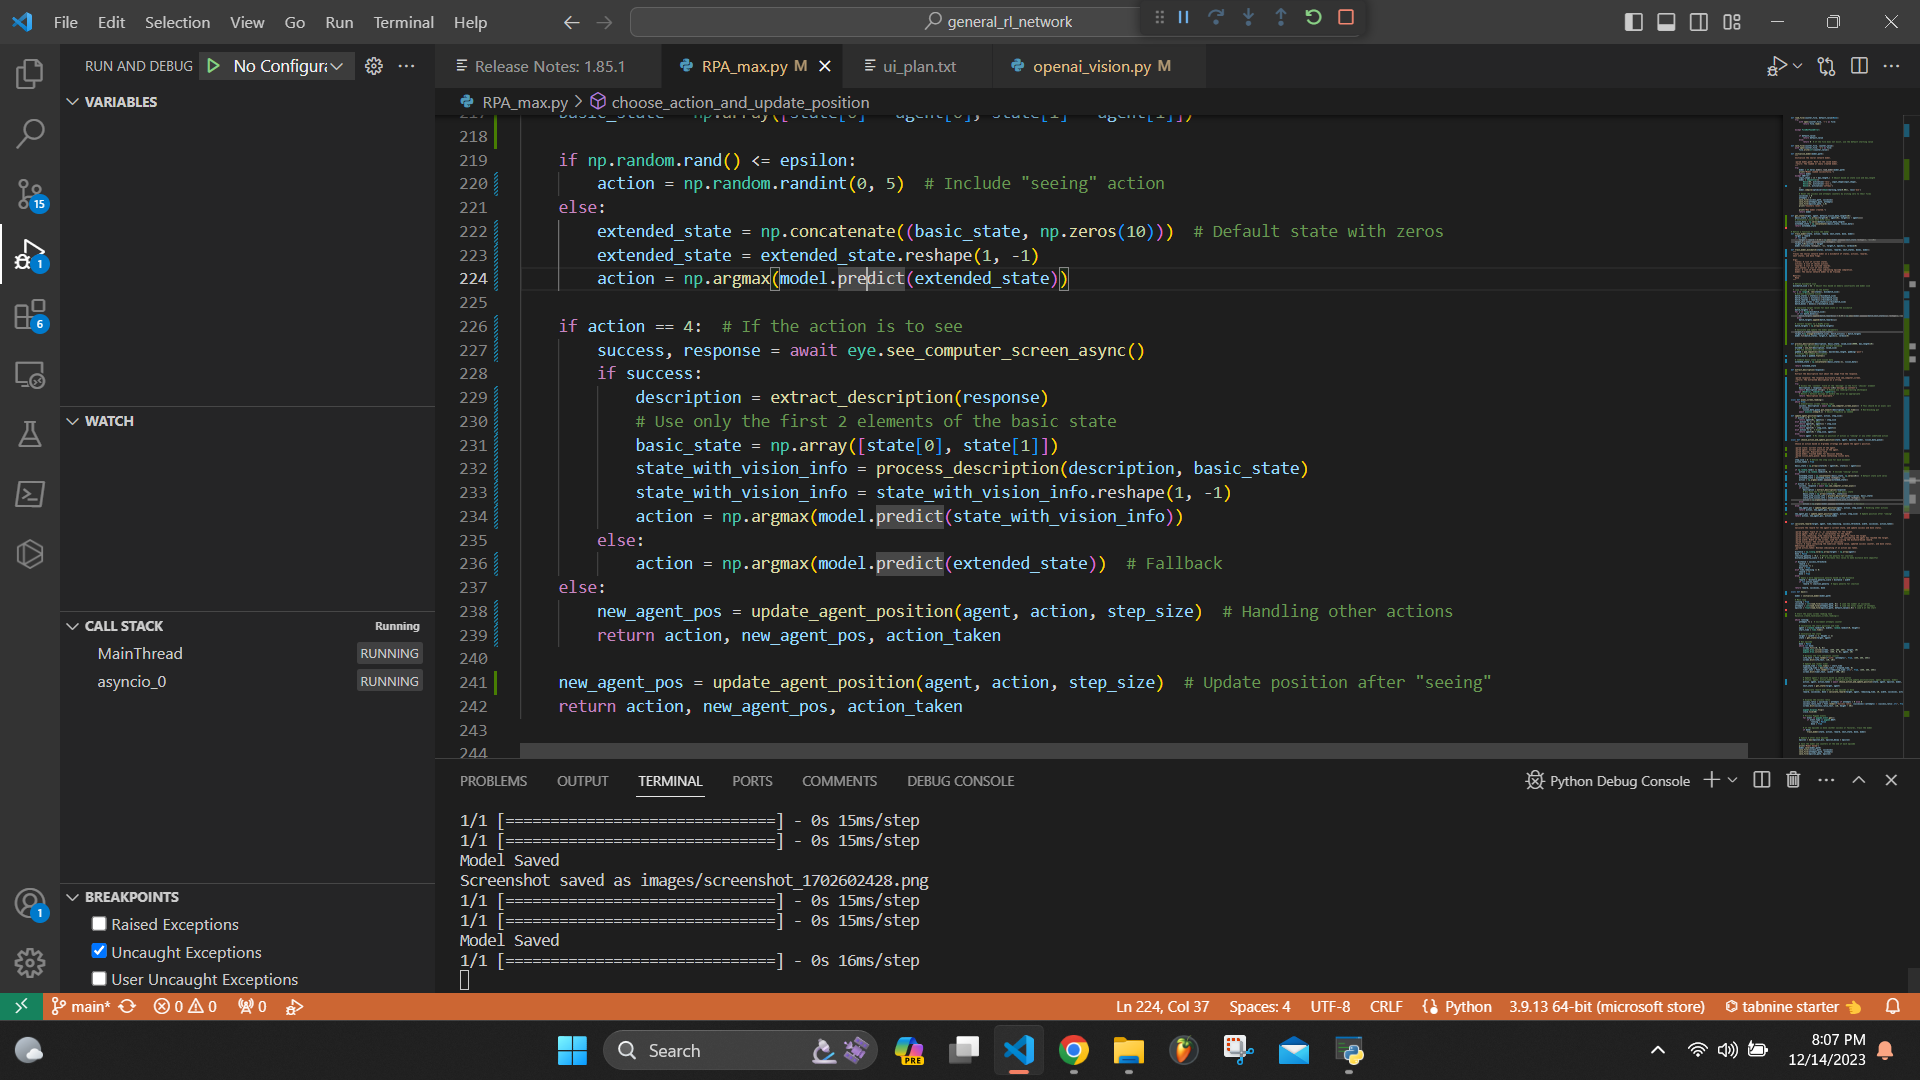 File Edit Selection View Go Run Terminal Help
general_rl_network
RUN AND DEBUG
No Configur
VARIABLES
WATCH
CALL STACK
Running
MainThread
RUNNING
asyncio_0
RUNNING
BREAKPOINTS
Raised Exceptions
Uncaught Exceptions
User Uncaught Exceptions
15
1
6
1
Release Notes: 1.85.1
RPA_max.py M
ui_plan.txt
openai_vision.py M
RPA_max.py > choose_action_and_update_position
217 basic_state = np.array([state[0] - agent[0], state[1] - agent[1]])
218
219 if np.random.rand() <= epsilon:
220 action = np.random.randint(0, 5) # Include "seeing" action
221 else:
222 extended_state = np.concatenate((basic_state, np.zeros(10))) # Default state with zeros
223 extended_state = extended_state.reshape(1, -1)
224 action = np.argmax(model.predict(extended_state))
225
226 if action == 4: # If the action is to see
227 success, response = await eye.see_computer_screen_async()
228 if success:
229 description = extract_description(response)
230 # Use only the first 2 elements of the basic state
231 basic_state = np.array([state[0], state[1]])
232 state_with_vision_info = process_description(description, basic_state)
233 state_with_vision_info = state_with_vision_info.reshape(1, -1)
234 action = np.argmax(model.predict(state_with_vision_info))
235 else:
236 action = np.argmax(model.predict(extended_state)) # Fallback
237 else:
238 new_agent_pos = update_agent_position(agent, action, step_size) # Handling other actions
239 return action, new_agent_pos, action_taken
240
241 new_agent_pos = update_agent_position(agent, action, step_size) # Update position after "seeing"
242 return action, new_agent_pos, action_taken
243
244
PROBLEMS OUTPUT TERMINAL PORTS COMMENTS DEBUG CONSOLE
Python Debug Console
1/1 [==============================] - 0s 15ms/step
1/1 [==============================] - 0s 15ms/step
Model Saved
Screenshot saved as images/screenshot_1702602428.png
1/1 [==============================] - 0s 15ms/step
1/1 [==============================] - 0s 15ms/step
Model Saved
1/1 [==============================] - 0s 16ms/step
main* 0 0 0
Ln 224, Col 37 Spaces: 4 UTF-8 CRLF Python 3.9.13 64-bit (microsoft store) tabnine starter
Search
PRE
8:07 PM
12/14/2023